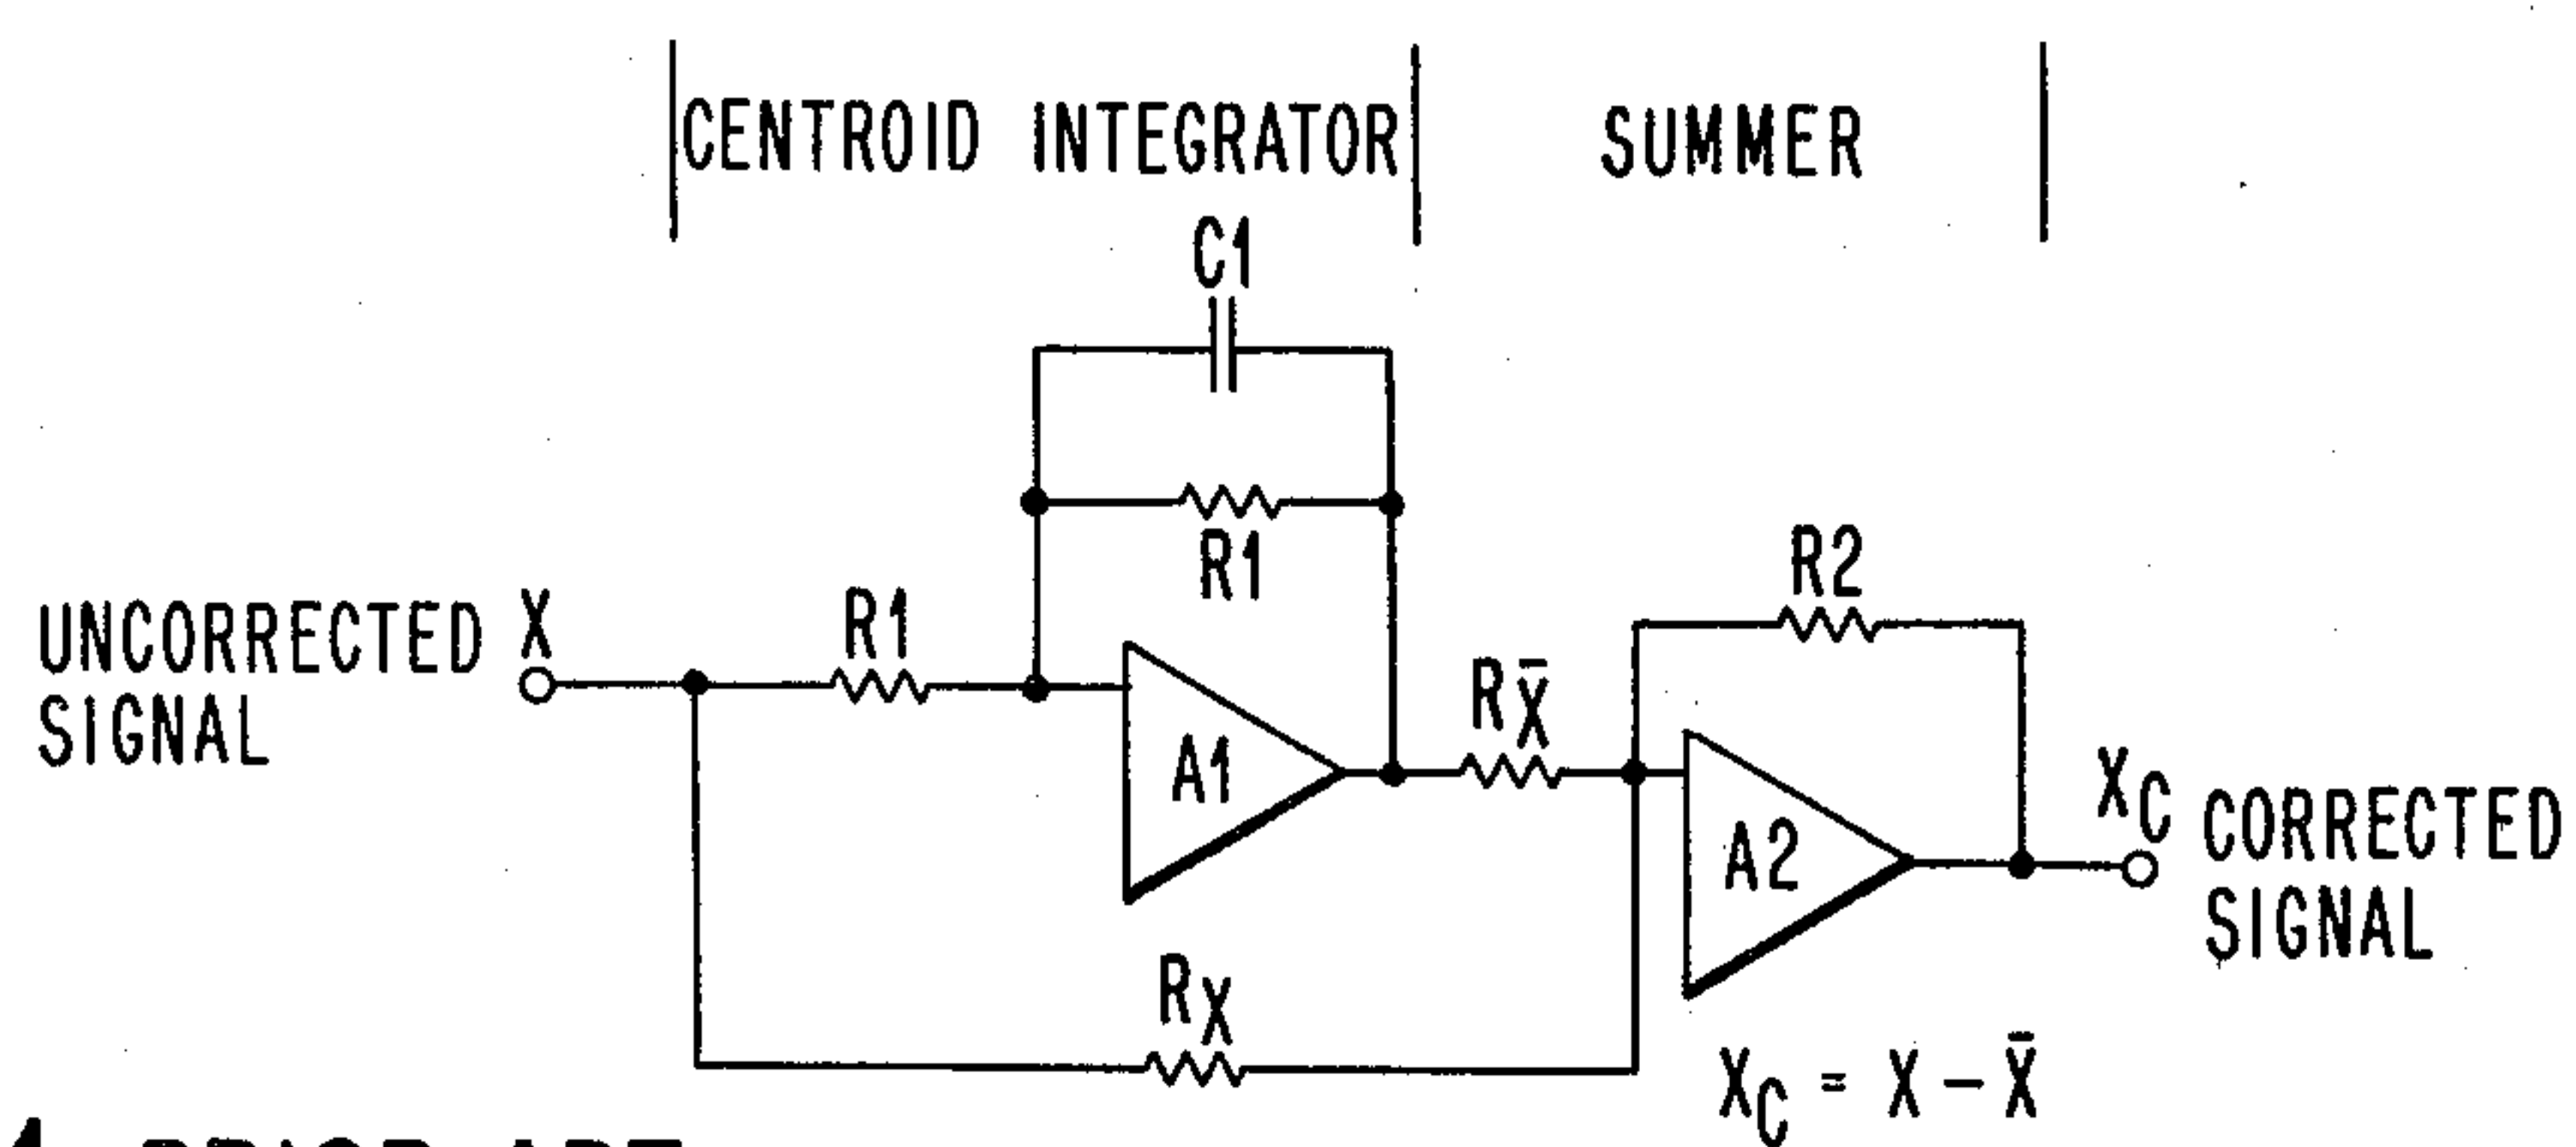 CENTROID INTEGRATOR
SUMMER
C1
R1
R1
R2
UNCORRECTED
SIGNAL
X
A1
RX̄
A2
XC
CORRECTED
SIGNAL
RX
XC = X – X̄